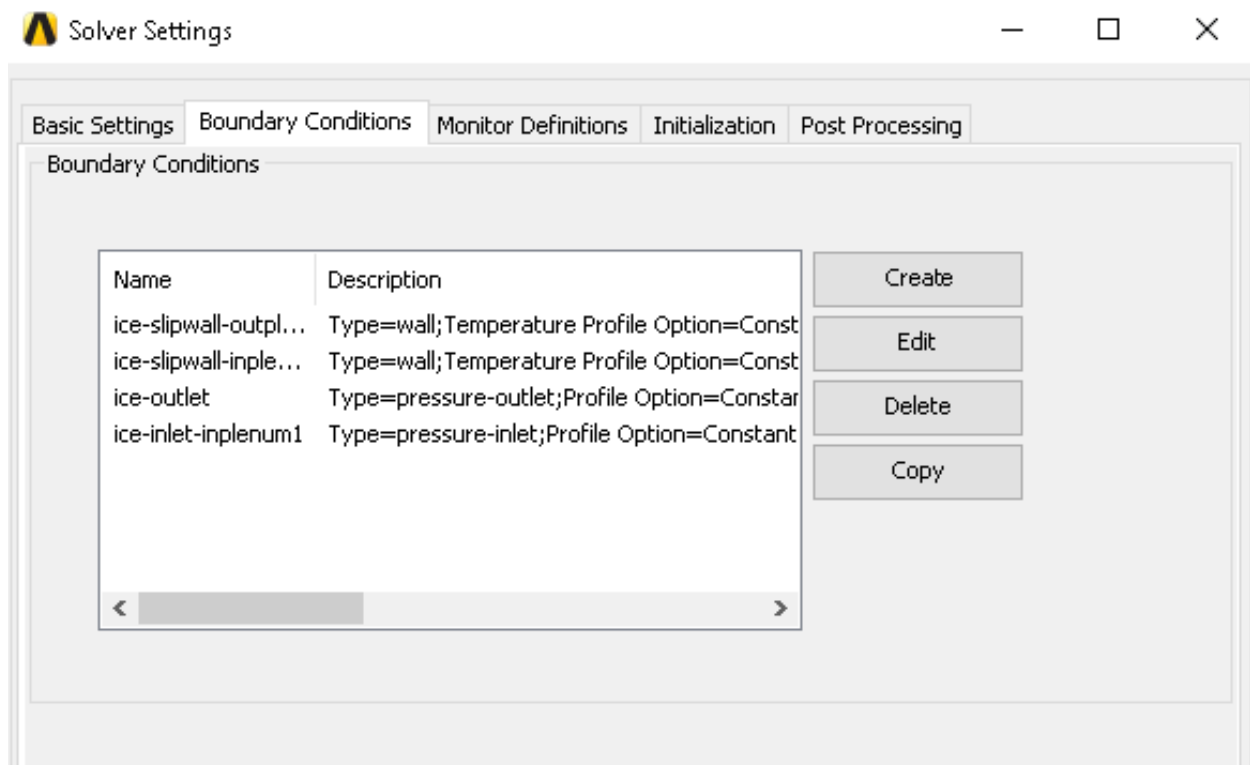 Solver Settings
Basic Settings Boundary Conditions Monitor Definitions Initialization Post Processing
Boundary Conditions
Name Description
ice-slipwall-outpl... Type=wall;Temperature Profile Option=Const
ice-slipwall-inple... Type=wall;Temperature Profile Option=Const
ice-outlet Type=pressure-outlet;Profile Option=Constar
ice-inlet-inplenum1 Type=pressure-inlet;Profile Option=Constant
Create
Edit
Delete
Copy